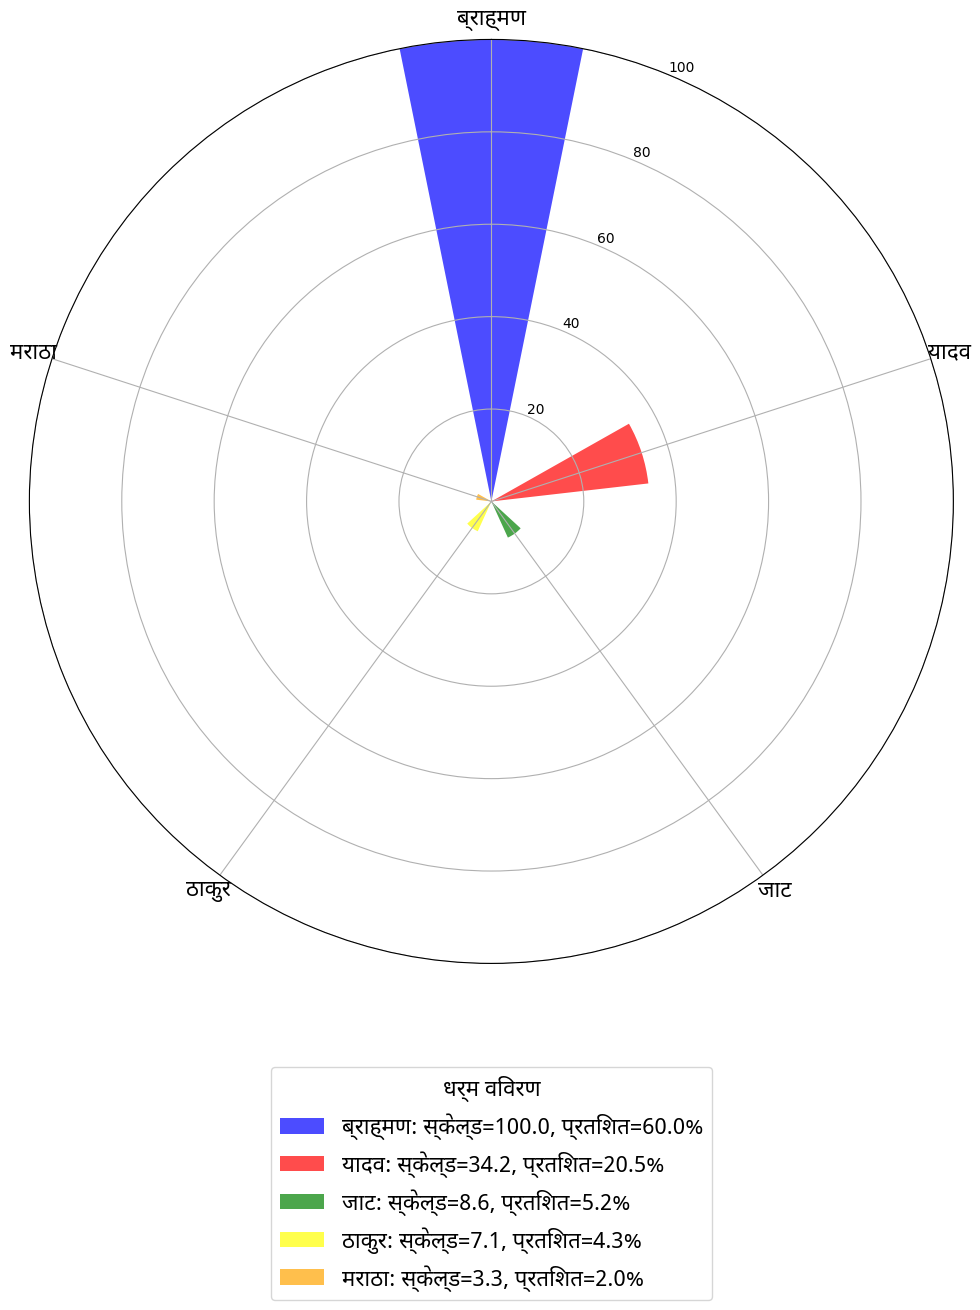 ब्राह्मण
100
80
60
40
20
मराठा
यादव
ठाकुर
जाट
धर्म विवरण
ब्राह्मण: स्केल्ड=100.0, प्रतिशत=60.0%
यादव: स्केल्ड=34.2, प्रतिशत=20.5%
जाट: स्केल्ड=8.6, प्रतिशत=5.2%
ठाकुर: स्केल्ड=7.1, प्रतिशत=4.3%
मराठा: स्केल्ड=3.3, प्रतिशत=2.0%